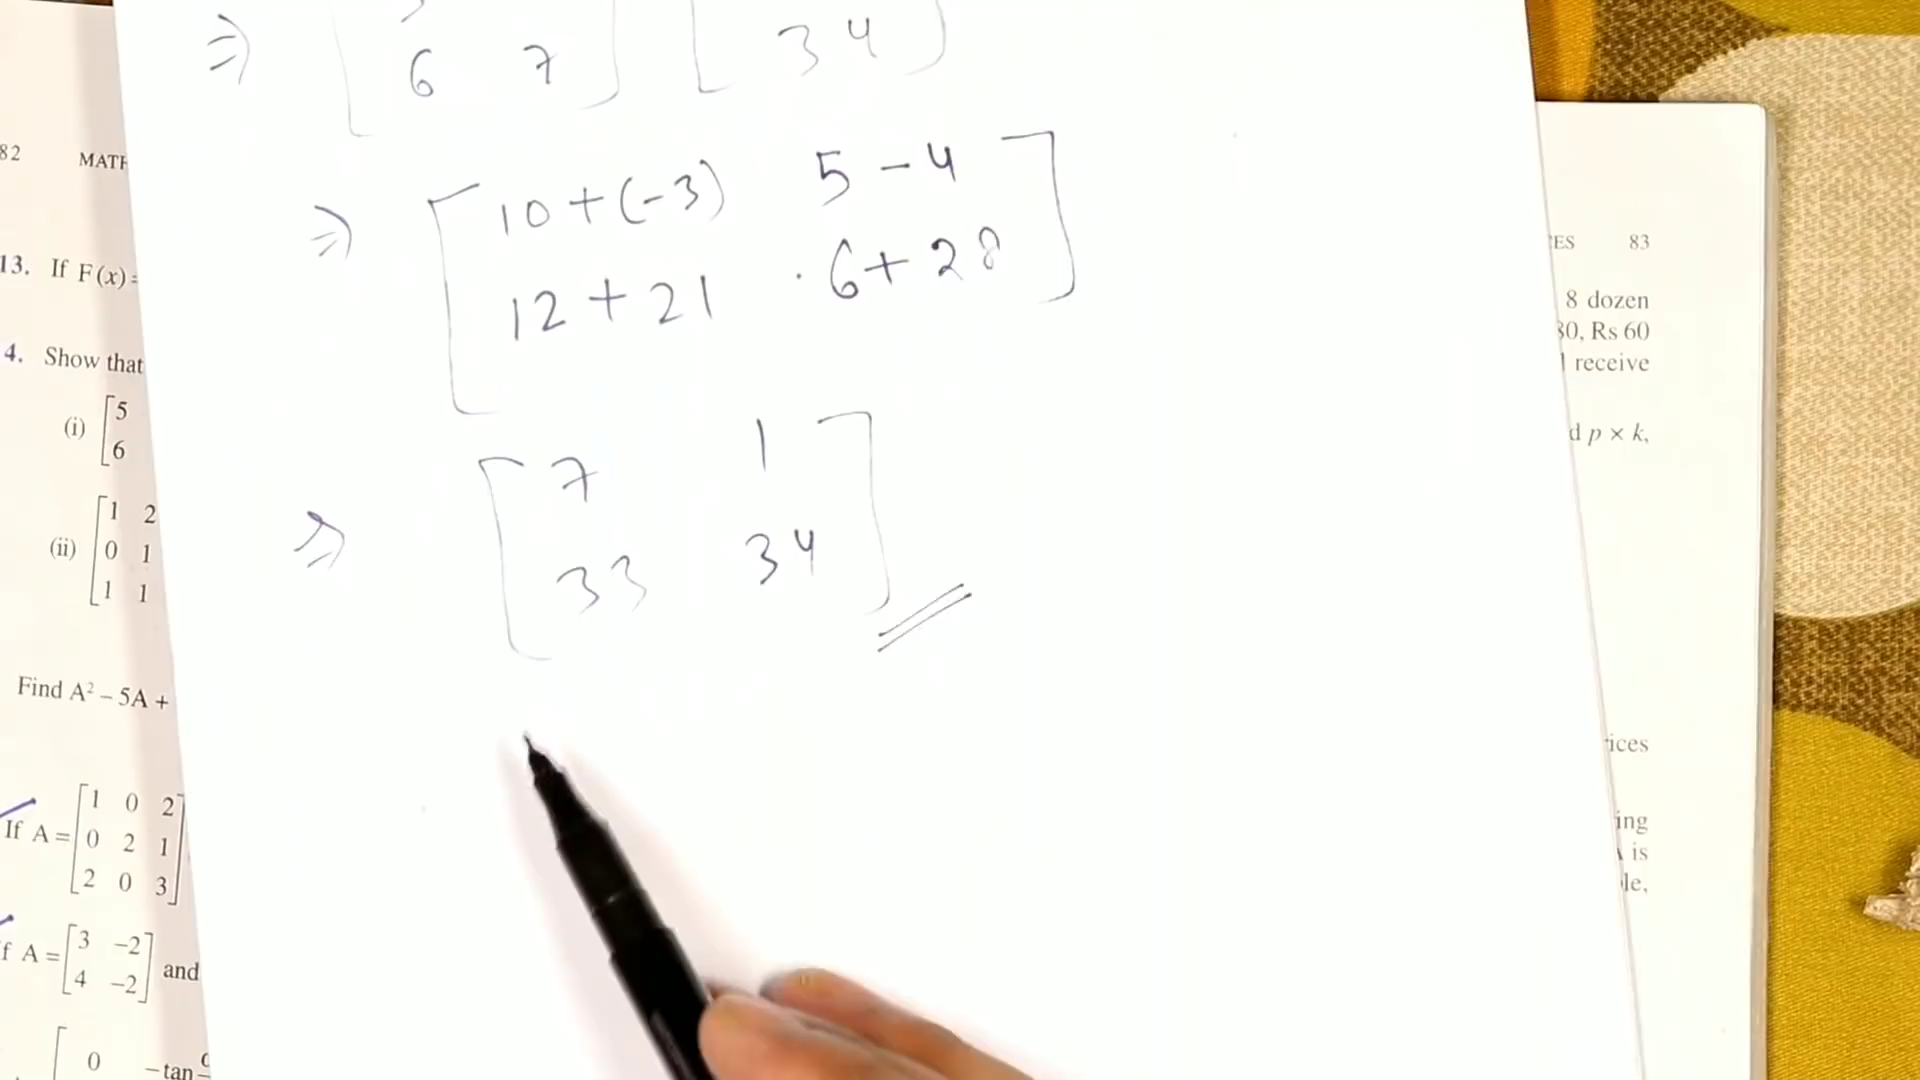 ⇒ 6 7 ] [ 3 4 ]
⇒ [ 10 + (-3) 5 - 4
12 + 21 · 6 + 28 ]
⇒ [ 7 1
33 34 ]
82 MATH
13. If F(x) =
4. Show that
(i) [ 5
6
(ii) [ 1 2
0 1
1 1
Find A² – 5A +
If A = [ 1 0 2
0 2 1
2 0 3 ]
f A = [ 3 –2
4 –2 ] and
0 –tan
ES 83
8 dozen
80, Rs 60
receive
d p × k,
ices
ing
is
le,